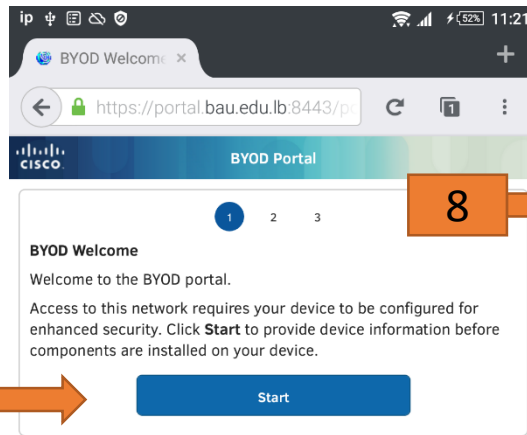 ip 52% 11:21
BYOD Welcome ×
https://portal.bau.edu.lb:8443/po 1
CISCO BYOD Portal
8
1 2 3
BYOD Welcome
Welcome to the BYOD portal.
Access to this network requires your device to be configured for
enhanced security. Click Start to provide device information before
components are installed on your device.
Start